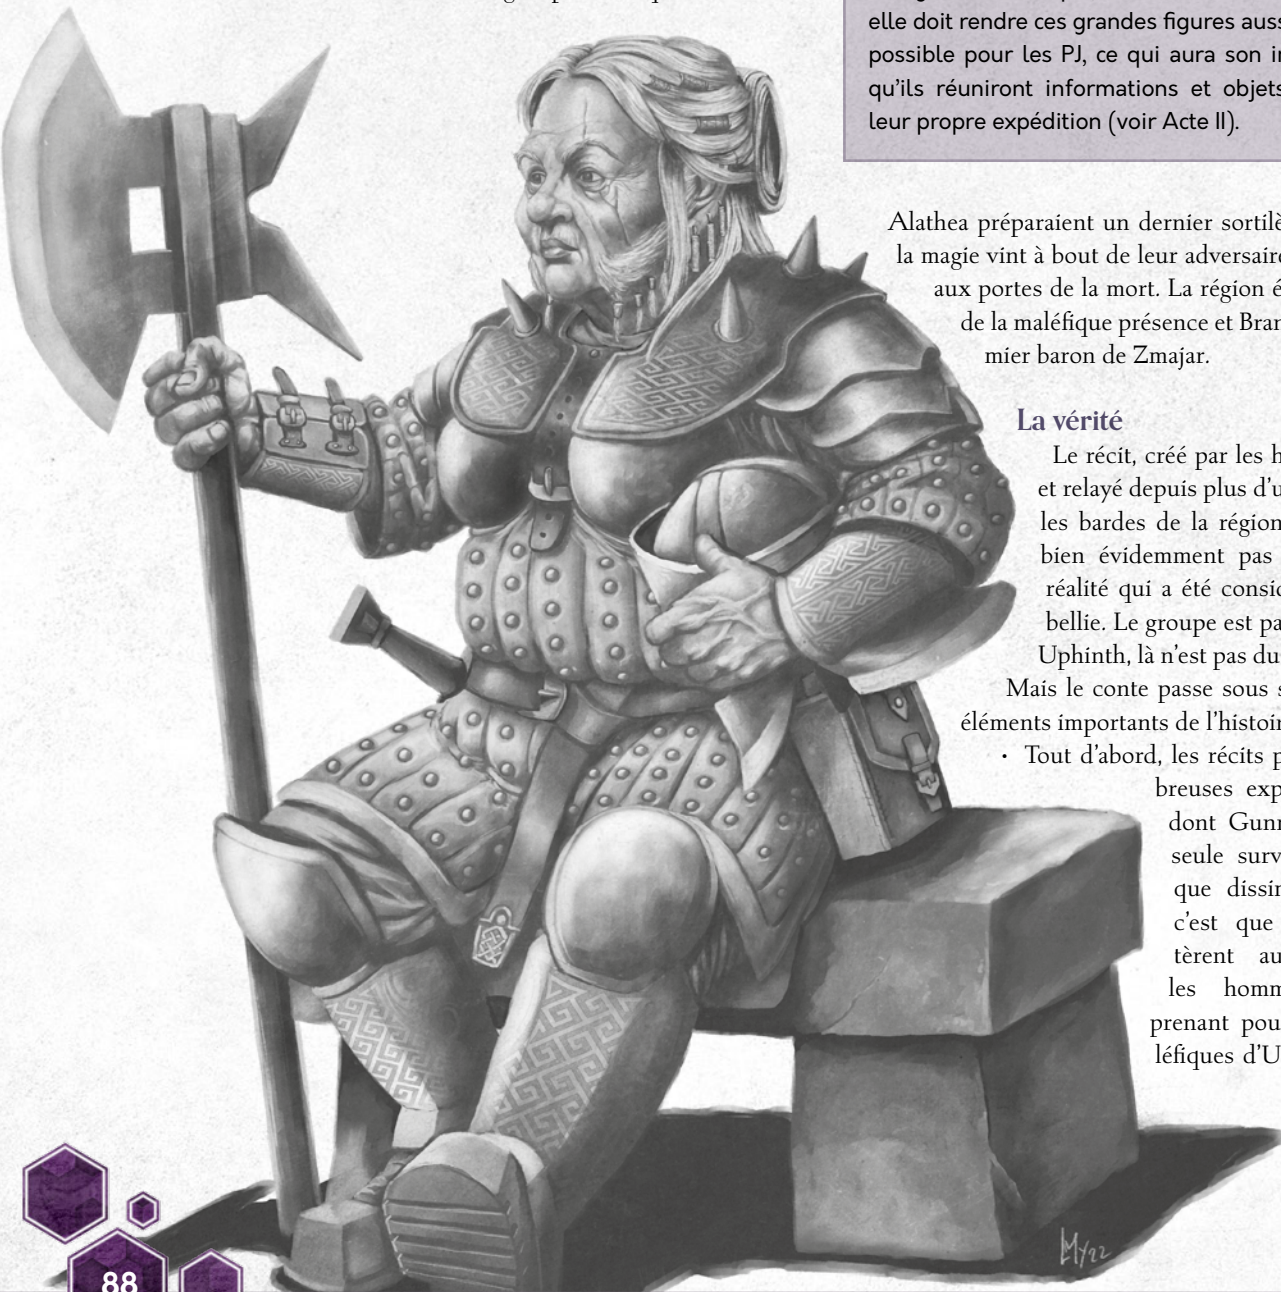 elle doit rendre ces grandes figures auss
possible pour les PJ, ce qui aura son i
qu'ils réuniront informations et objets
leur propre expédition (voir Acte II).
Alathea préparaient un dernier sortilè
la magie vint à bout de leur adversaire
aux portes de la mort. La région é
de la maléfique présence et Bran
mier baron de Zmajar.
La vérité
Le récit, créé par les h
et relayé depuis plus d'u
les bardes de la région
bien évidemment pas
réalité qui a été consid
bellie. Le groupe est pa
Uphinth, là n'est pas du
Mais le conte passe sous s
éléments importants de l'histoir
· Tout d'abord, les récits p
breuses exp
dont Gunn
seule surv
que dissim
c'est que
tèrent au
les homm
prenant pou
léfiques d'U
LMY22
88